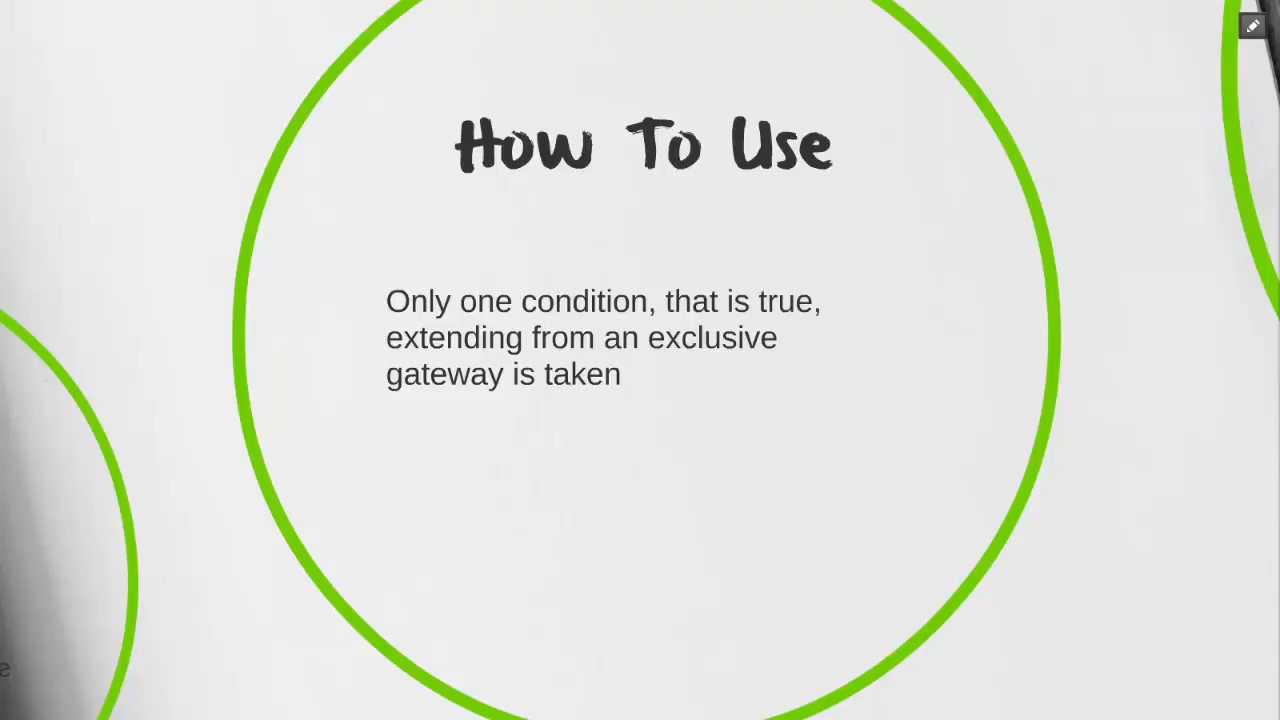 How To Use
Only one condition, that is true,
extending from an exclusive
gateway is taken